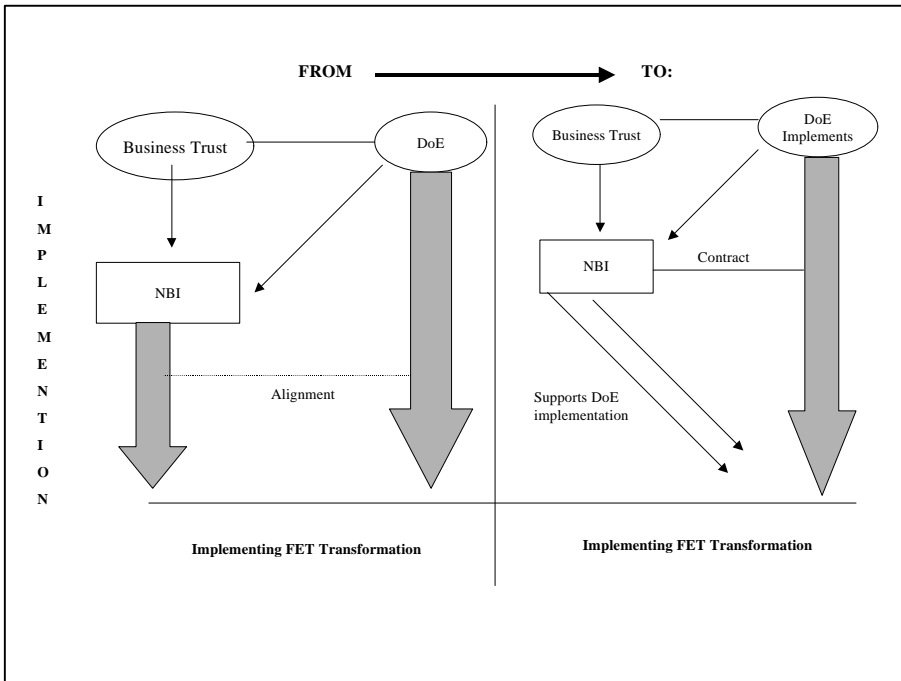 FROM
TO:
Business Trust
DoE
NBI
Alignment
Implementing FET Transformation
Business Trust
DoE
Implements
NBI
Contract
Supports DoE
implementation
Implementing FET Transformation
I
M
P
L
E
M
E
N
T
I
O
N